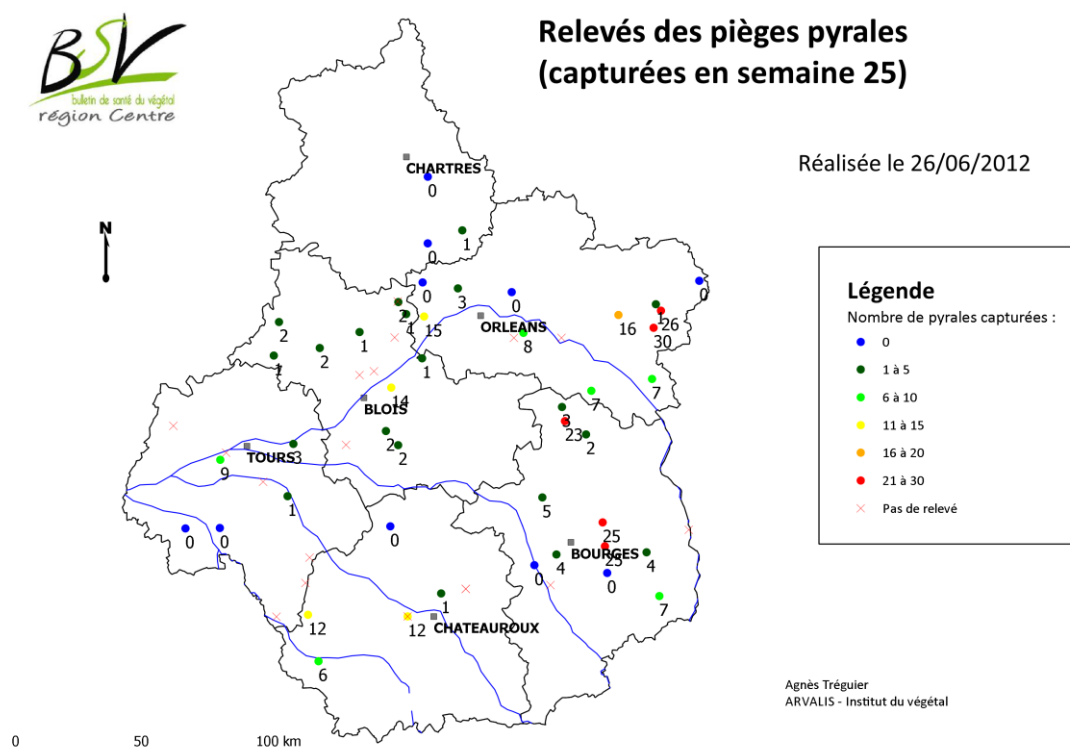 BSV
bulletin de santé du végétal
région Centre
Relevés des pièges pyrales
(capturées en semaine 25)
Réalisée le 26/06/2012
N
CHARTRES
0
1
0
0
3
0
0
2
4
15
ORLEANS
8
16
1
26
30
2
1
2
1
1
7
7
14
BLOIS
3
23
2
2
2
TOURS
3
9
1
5
0
0
0
25
BOURGES
25
4
4
0
0
7
1
12
12
CHATEAUROUX
6
Légende
Nombre de pyrales capturées :
0
1 à 5
6 à 10
11 à 15
16 à 20
21 à 30
Pas de relevé
Agnès Tréguier
ARVALIS - Institut du végétal
0 50 100 km